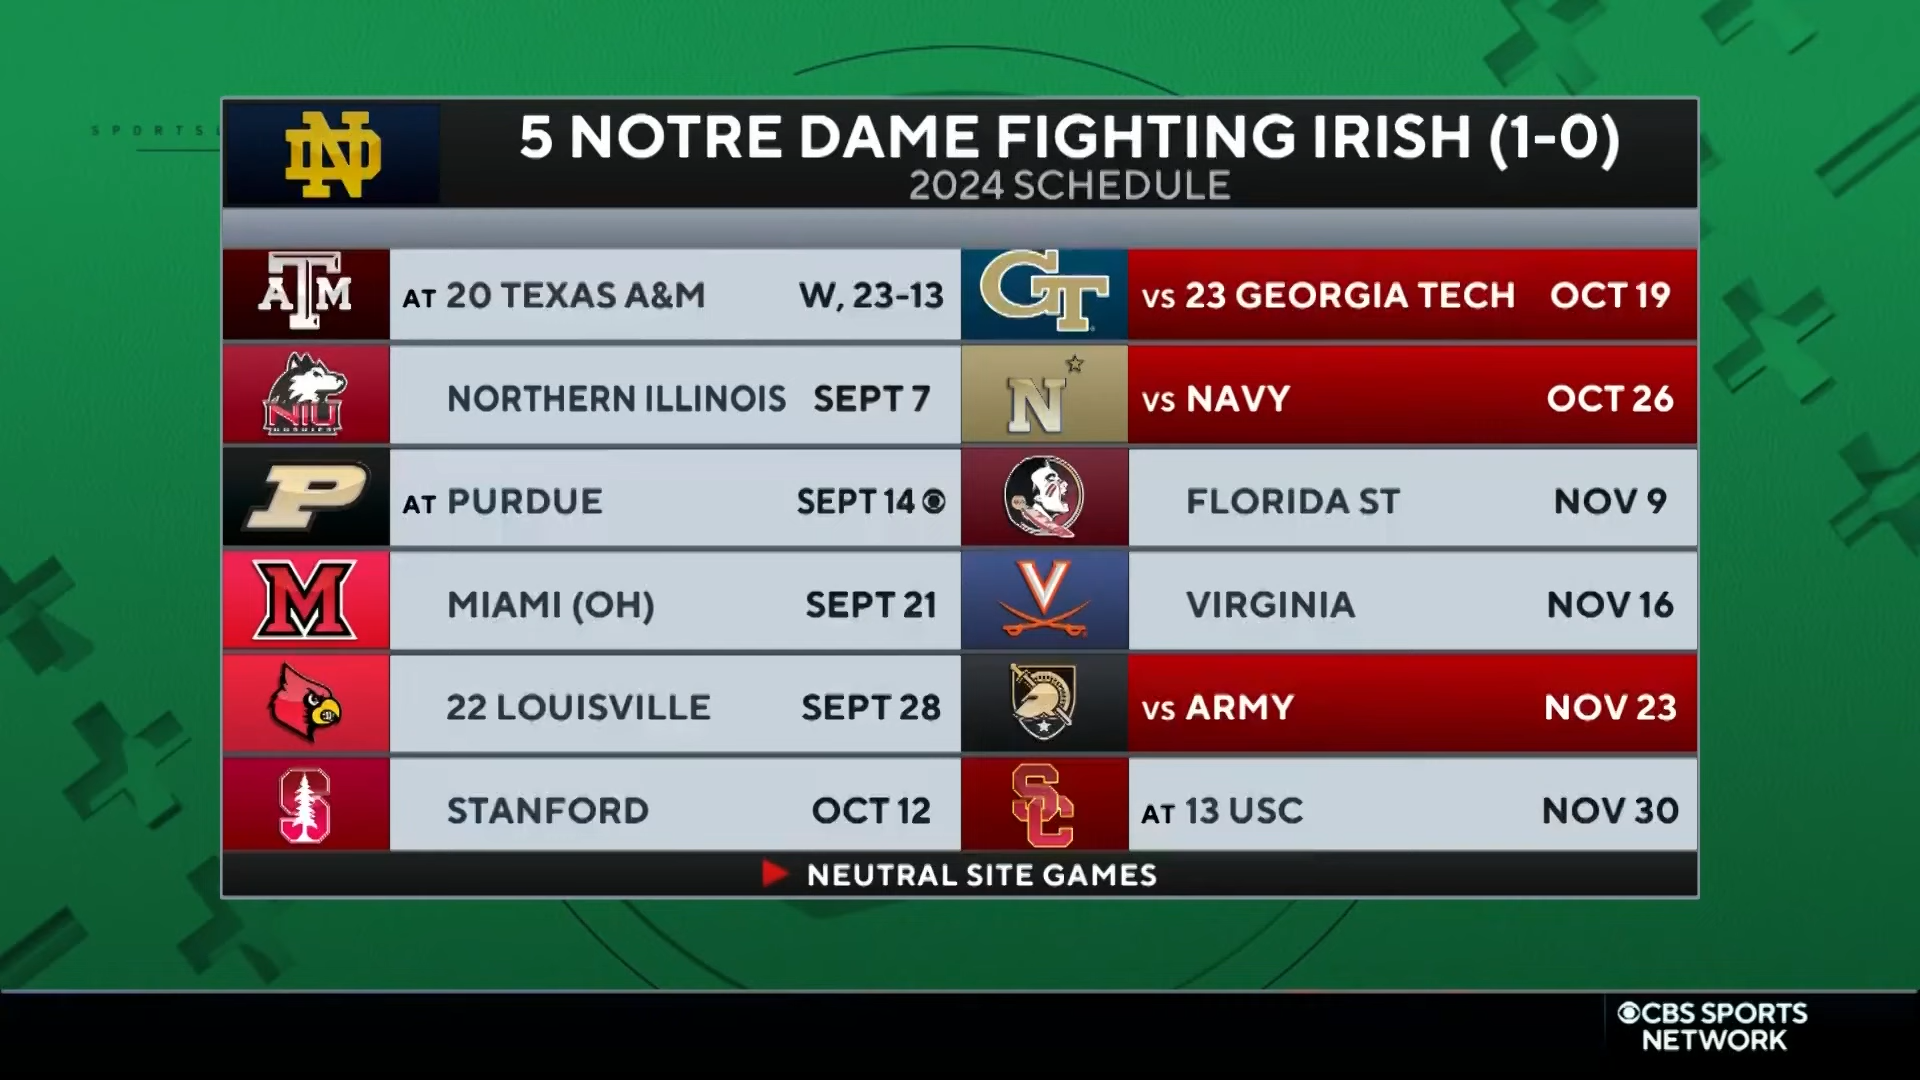 SPORTSL
5 NOTRE DAME FIGHTING IRISH (1-0)
2024 SCHEDULE
AT 20 TEXAS A&M W, 23-13
NORTHERN ILLINOIS SEPT 7
NIU
HUSKIES
AT PURDUE SEPT 14
MIAMI (OH) SEPT 21
22 LOUISVILLE SEPT 28
STANFORD OCT 12
VS 23 GEORGIA TECH OCT 19
VS NAVY OCT 26
FLORIDA ST NOV 9
VIRGINIA NOV 16
VS ARMY NOV 23
AT 13 USC NOV 30
NEUTRAL SITE GAMES
CBS SPORTS
NETWORK